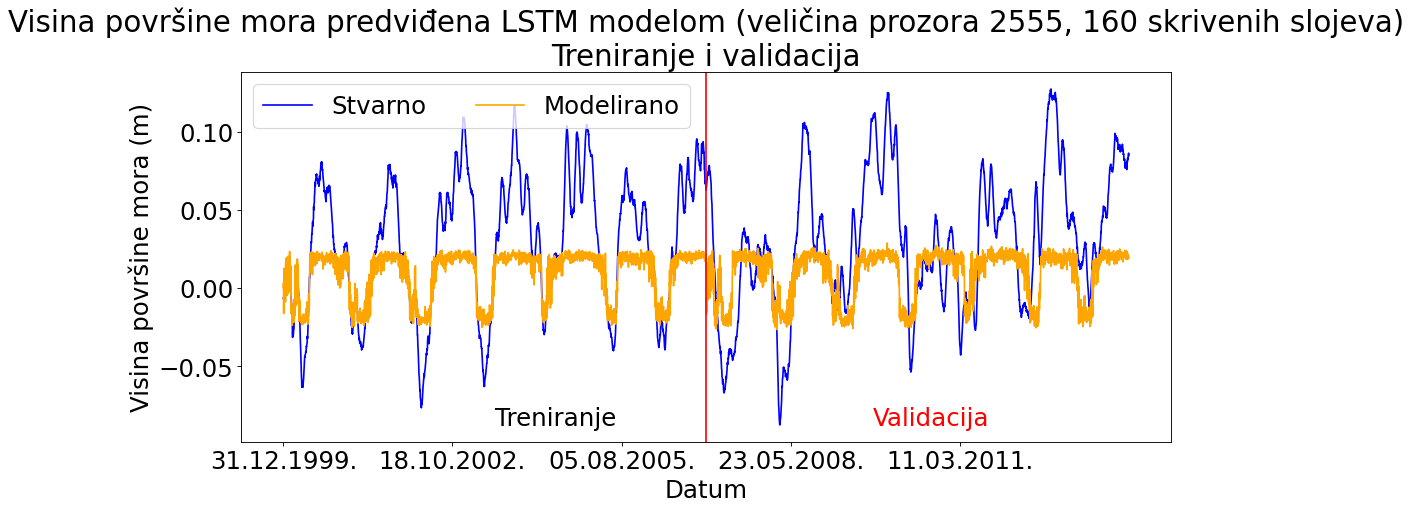 Visina površine mora predviđena LSTM modelom (veličina prozora 2555, 160 skrivenih slojeva)
Treniranje i validacija
Stvarno Modelirano
Visina površine mora (m)
0.10
0.05
0.00
−0.05
Treniranje Validacija
31.12.1999. 18.10.2002. 05.08.2005. 23.05.2008. 11.03.2011.
Datum